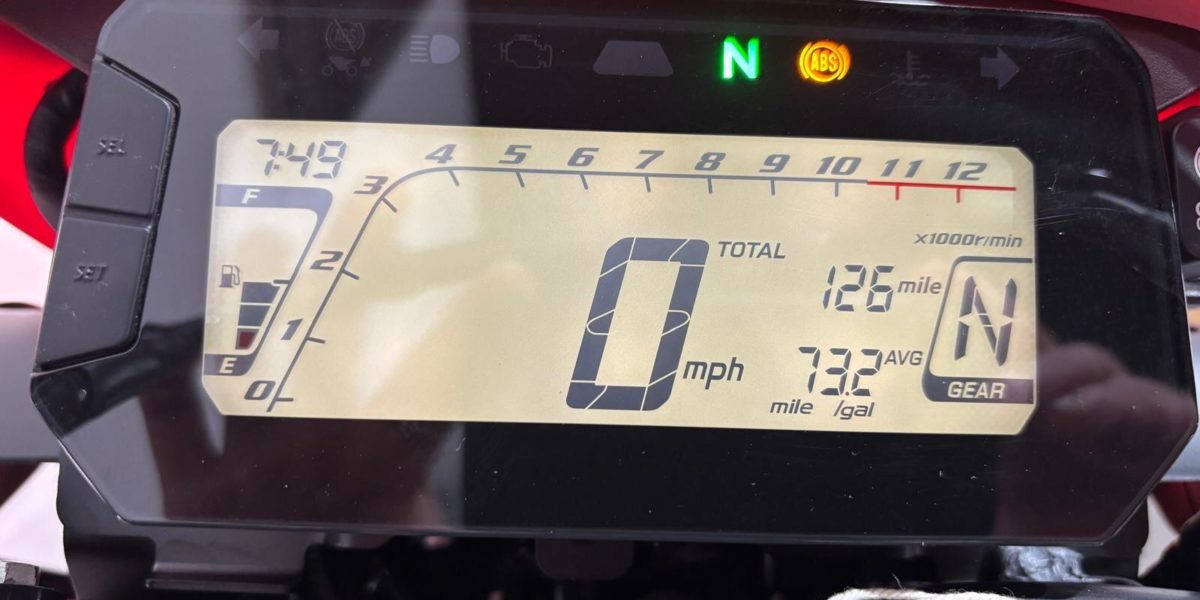 ABS
N
ABS
SEL
7:49
4 5 6 7 8 9 10 11 12
3
F
x1000r/min
TOTAL
2
126 mile
SET
N
0 mph
1
73.2 AVG
E
mile /gal
GEAR
0